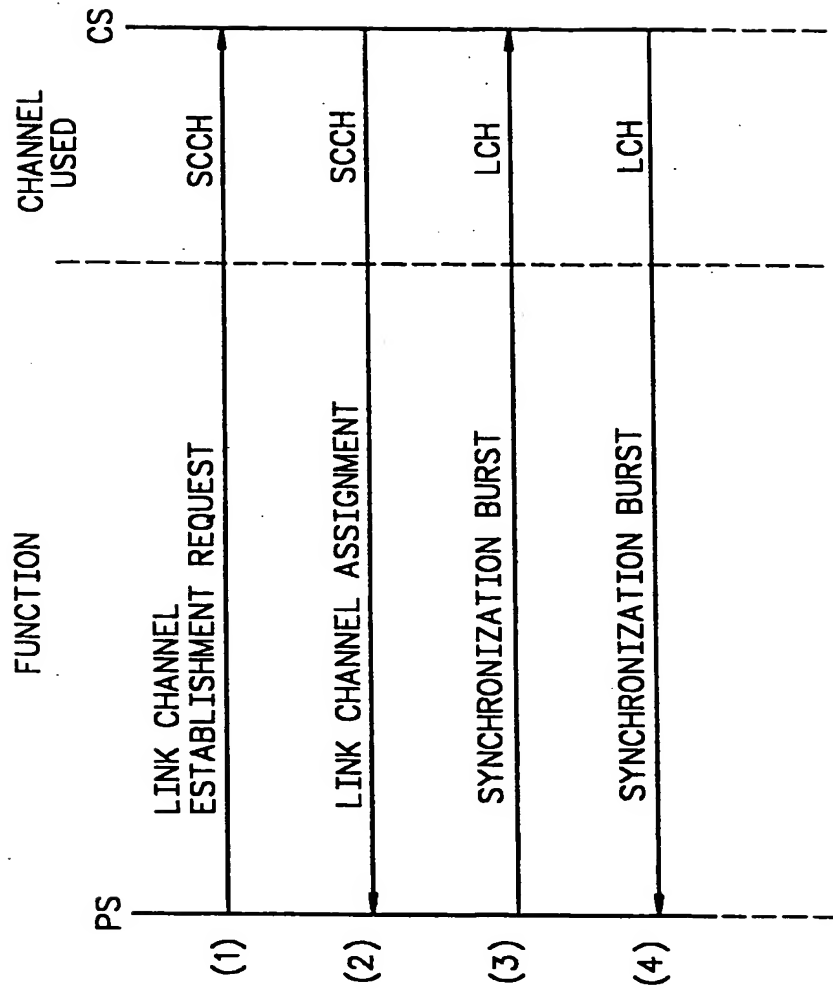 FUNCTION
CHANNEL
USED
PS
CS
(1)
LINK CHANNEL
ESTABLISHMENT REQUEST
SCCH
(2)
LINK CHANNEL ASSIGNMENT
SCCH
(3)
SYNCHRONIZATION BURST
LCH
(4)
SYNCHRONIZATION BURST
LCH